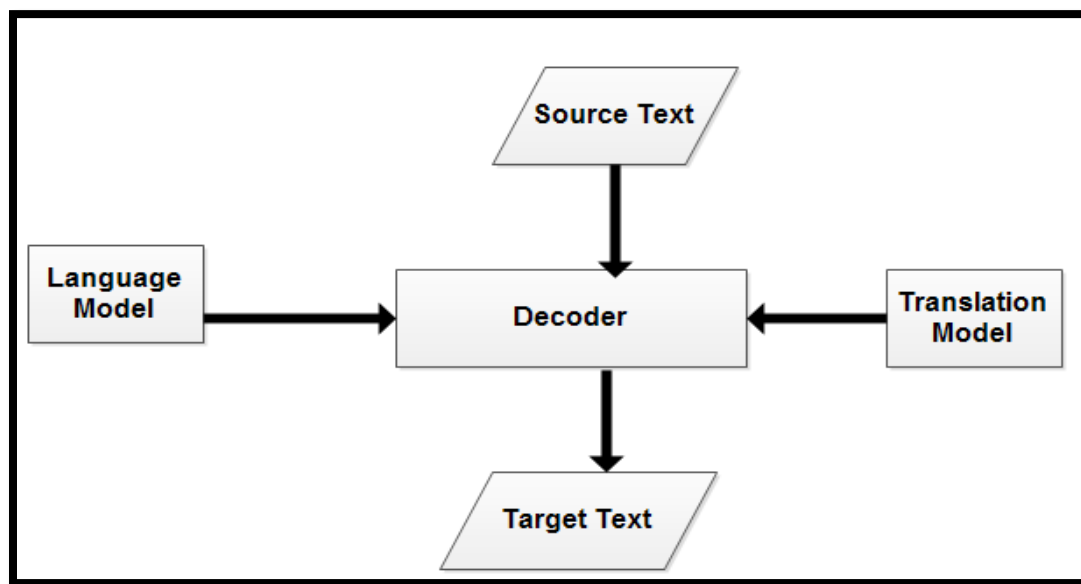 Source Text
Language
Model
Decoder
Translation
Model
Target Text